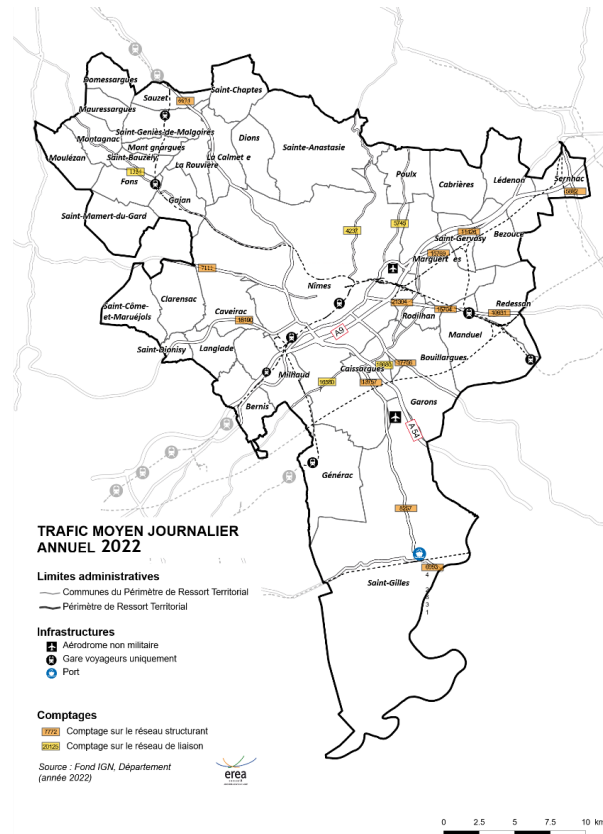 Domessargues
Saint-Chaptes
Sauzet
Mauressargues
Saint-Geniès-de-Malgoires
Dions
Sainte-Anastasie
Montagnac
Mont gnargues
La Calmet e
Moulézan
Saint-Bauzély
La Rouvière
Poulx
Lédenon
Sernhac
Fons
Cabrières
Gajan
Saint-Mamert-du-Gard
5745
4237
Saint-Gervasy
Bezouce
Marguerit es
7111
Nîmes
Clarensac
Saint-Côme-
et-Maruéjols
Caveirac
Redessan
Rodilhan
Manduel
A9
Saint-Dionisy
Langlade
Bouillargues
Milhaud
Caissargues
Bernis
Garons
A 54
Générac
Saint-Gilles
TRAFIC MOYEN JOURNALIER
ANNUEL 2022
Limites administratives
Communes du Périmètre de Ressort Territorial
Périmètre de Ressort Territorial
Infrastructures
Aérodrome non militaire
Gare voyageurs uniquement
Port
Comptages
7772 Comptage sur le réseau structurant
20125 Comptage sur le réseau de liaison
Source : Fond IGN, Département
(année 2022)
erea
0 2.5 5 7.5 10 km